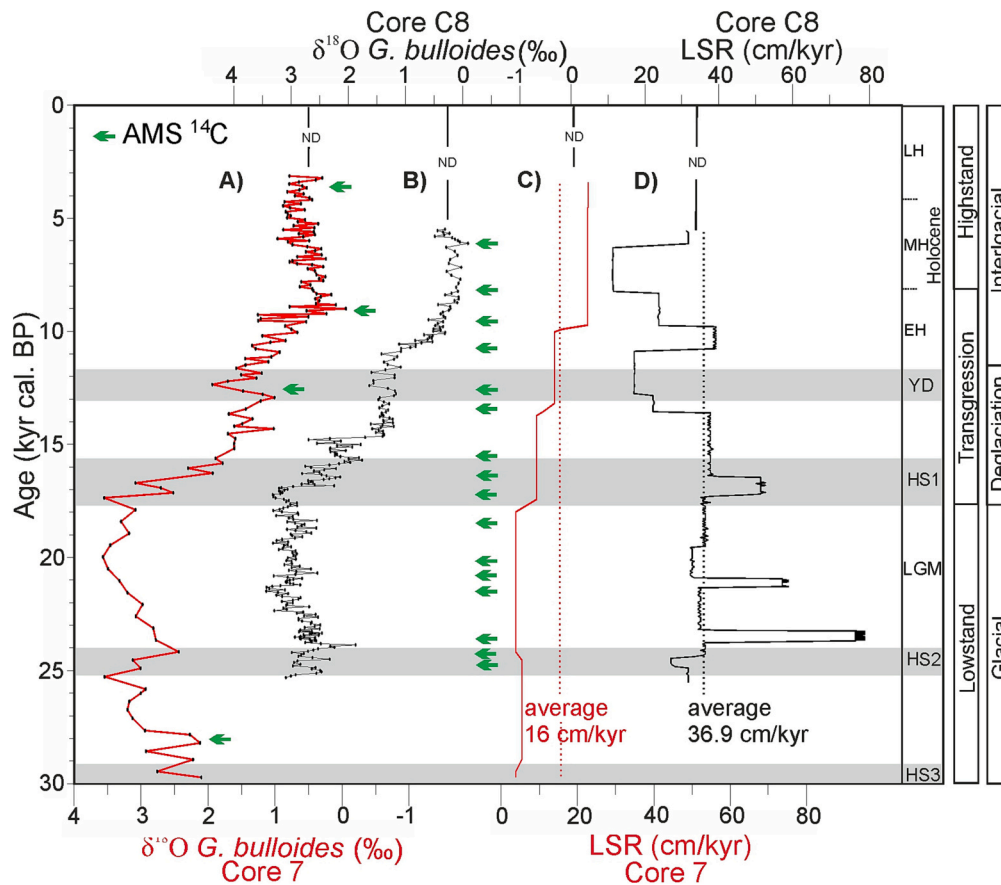 Core C8
Core C8
δ¹⁸O G. bulloides (‰)
LSR (cm/kyr)
4 3 2 1 0 -1 0 20 40 60 80
0
AMS ¹⁴C
ND
ND
ND
ND
A)
B)
C)
D)
5
10
15
20
25
30
Age (kyr cal. BP)
LH
MH
EH
Holocene
YD
HS1
LGM
HS2
HS3
Highstand
Transgression
Lowstand
Interlgacial
Deglaciation
Glacial
average
16 cm/kyr
average
36.9 cm/kyr
4 3 2 1 0 -1 0 20 40 60 80
δ¹⁸O G. bulloides (‰)
Core 7
LSR (cm/kyr)
Core 7